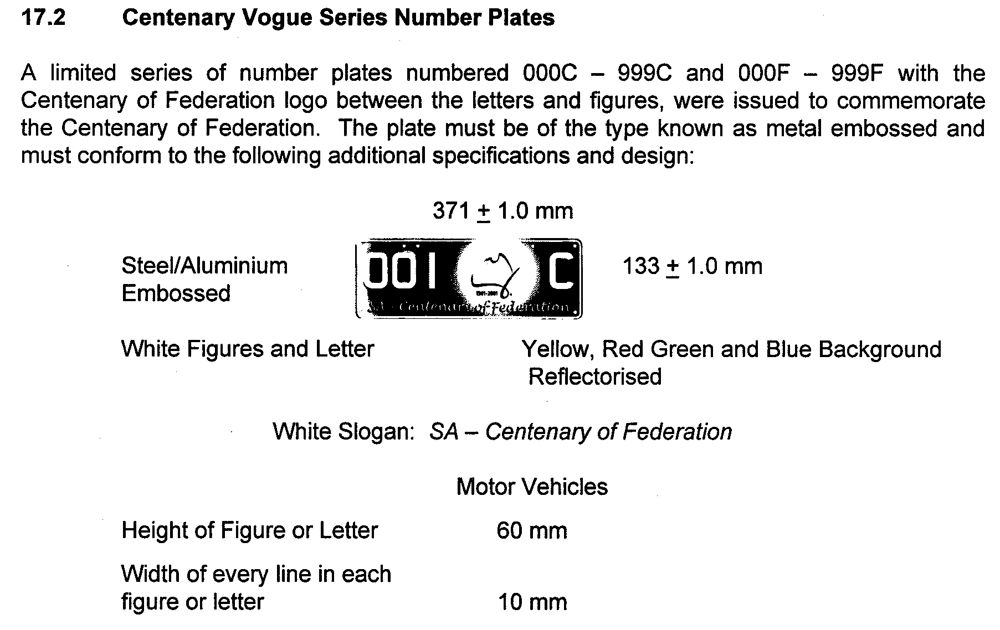 17.2 Centenary Vogue Series Number Plates
A limited series of number plates numbered 000C – 999C and 000F – 999F with the
Centenary of Federation logo between the letters and figures, were issued to commemorate
the Centenary of Federation. The plate must be of the type known as metal embossed and
must conform to the following additional specifications and design:
371 ± 1.0 mm
Steel/Aluminium
Embossed
001 C
1901-2001
SA - Centenary of Federation
133 ± 1.0 mm
White Figures and Letter
Yellow, Red Green and Blue Background
Reflectorised
White Slogan: SA – Centenary of Federation
Motor Vehicles
Height of Figure or Letter 60 mm
Width of every line in each
figure or letter 10 mm